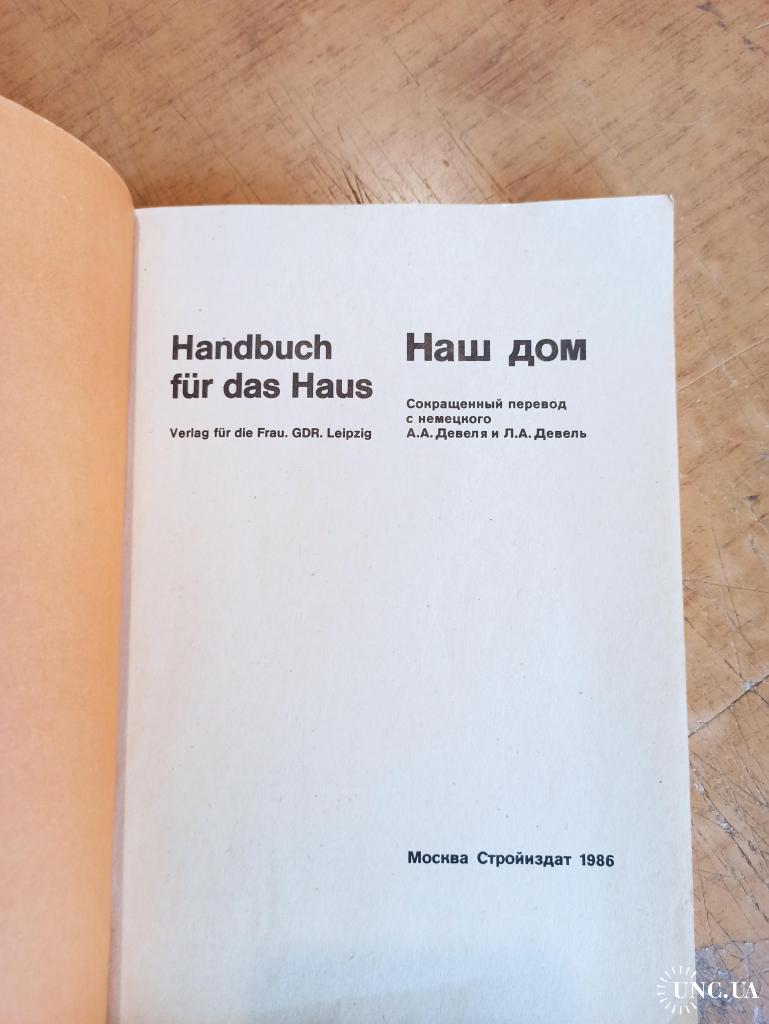 Handbuch
für das Haus
Verlag für die Frau. GDR. Leipzig
Наш дом
Сокращенный перевод
с немецкого
А.А. Девеля и Л.А. Девель
Москва Стройиздат 1986
UNC.UA